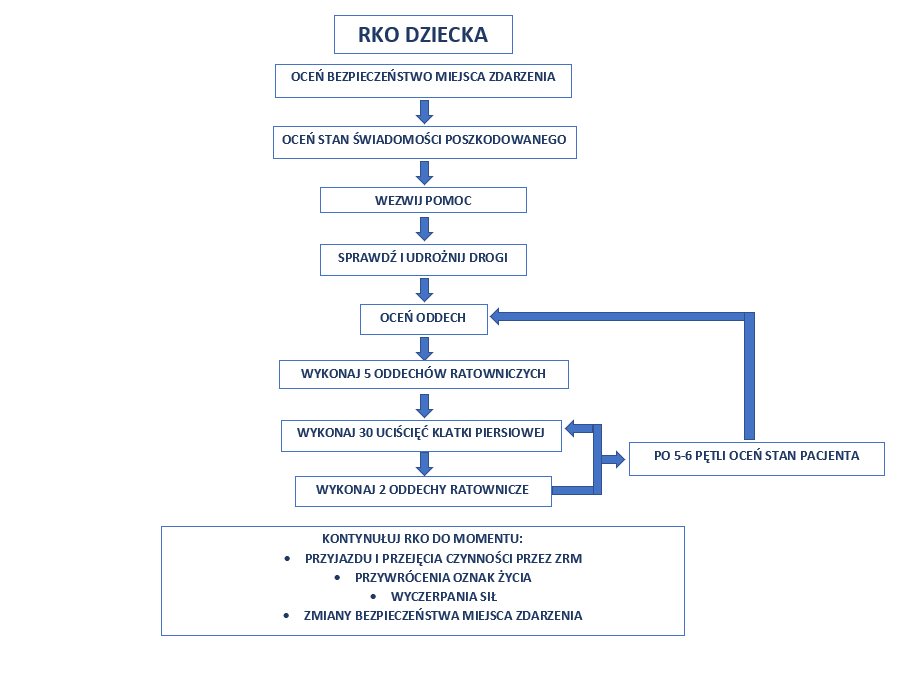 RKO DZIECKA
OCEŃ BEZPIECZEŃSTWO MIEJSCA ZDARZENIA
OCEŃ STAN ŚWIADOMOŚCI POSZKODOWANEGO
WEZWIJ POMOC
SPRAWDŹ I UDROŻNIJ DROGI
OCEŃ ODDECH
WYKONAJ 5 ODDECHÓW RATOWNICZYCH
WYKONAJ 30 UCIŚCIĘĆ KLATKI PIERSIOWEJ
PO 5-6 PĘTLI OCEŃ STAN PACJENTA
WYKONAJ 2 ODDECHY RATOWNICZE
KONTYNUŁUJ RKO DO MOMENTU:
• PRZYJAZDU I PRZEJĘCIA CZYNNOŚCI PRZEZ ZRM
• PRZYWRÓCENIA OZNAK ŻYCIA
• WYCZERPANIA SIŁ
• ZMIANY BEZPIECZEŃSTWA MIEJSCA ZDARZENIA